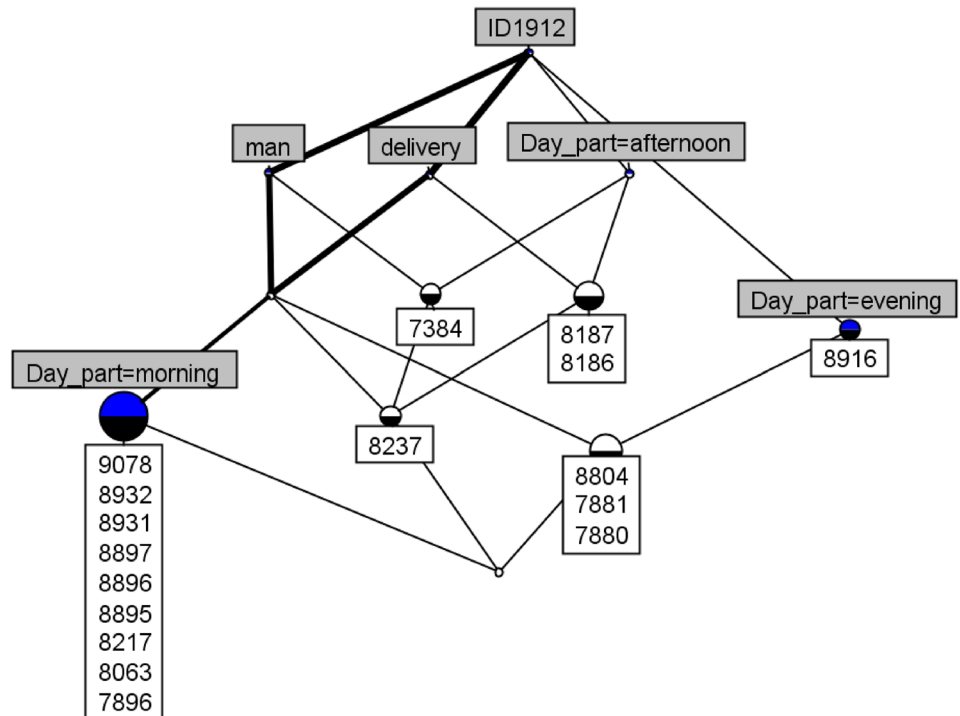 ID1912
man
delivery
Day_part=afternoon
Day_part=evening
7384
8187
8186
8916
Day_part=morning
8237
8804
7881
7880
9078
8932
8931
8897
8896
8895
8217
8063
7896